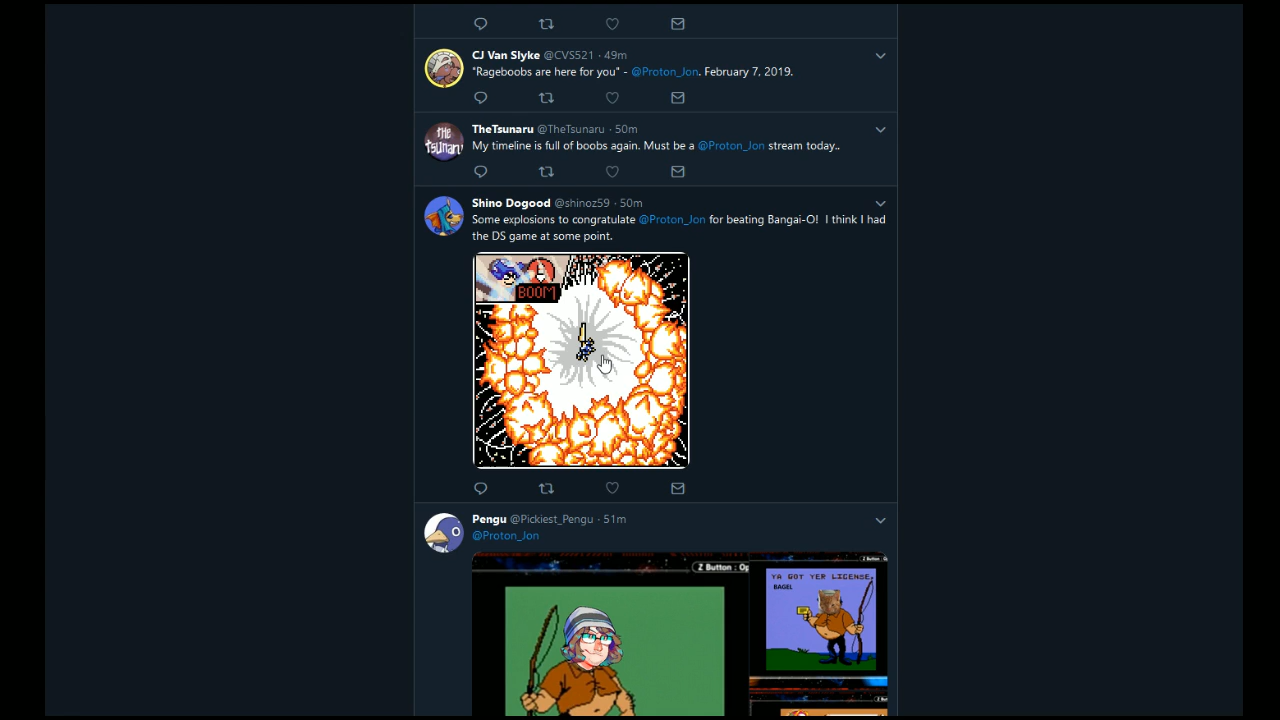 CJ Van Slyke @CVS521 · 49m
"Rageboobs are here for you" - @Proton_Jon. February 7, 2019.
the tsunaru
TheTsunaru @TheTsunaru · 50m
My timeline is full of boobs again. Must be a @Proton_Jon stream today..
Shino Dogood @shinoz59 · 50m
Some explosions to congratulate @Proton_Jon for beating Bangai-O! I think I had
the DS game at some point.
BOOM
Pengu @Pickiest_Pengu · 51m
@Proton_Jon
Z Button : Op
YA GOT YER LICENSE,
BAGEL